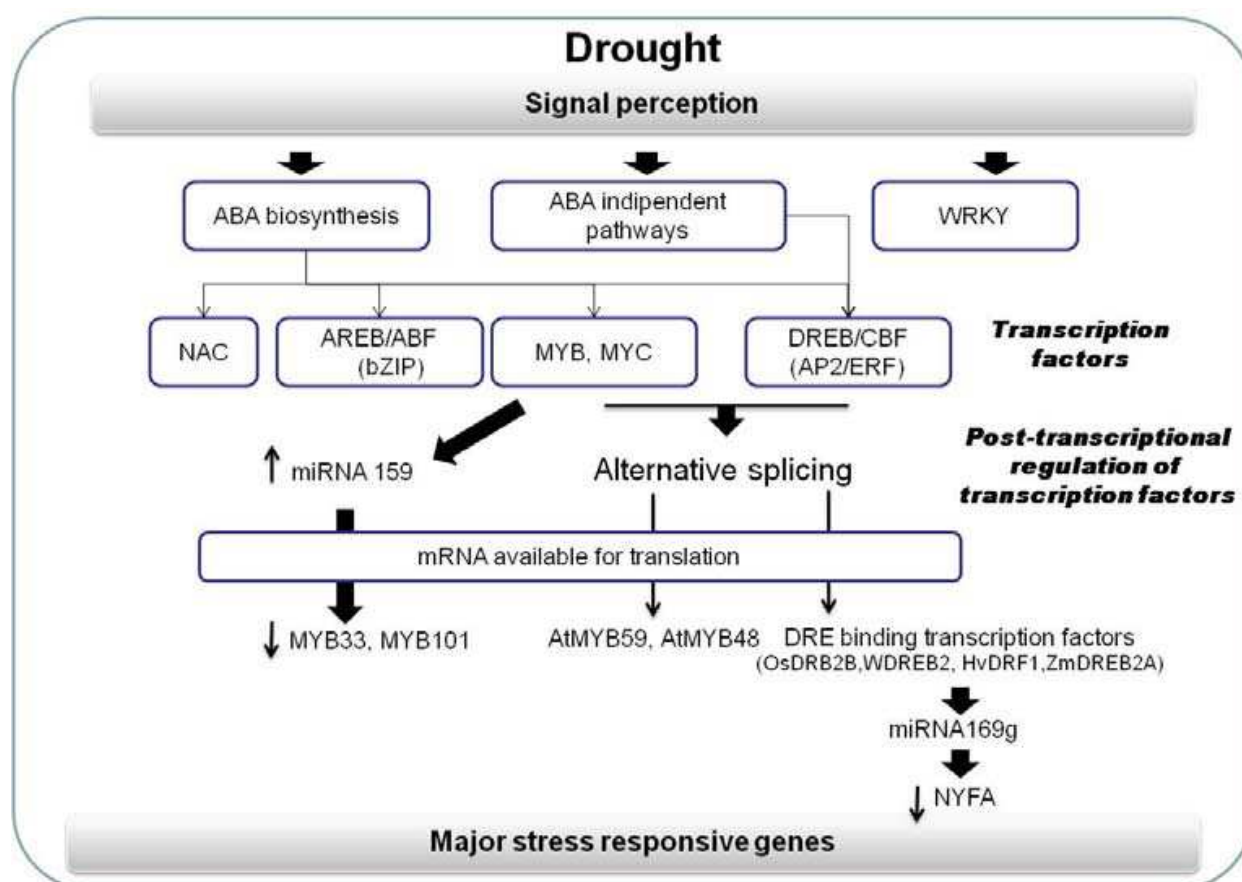 Drought
Signal perception
ABA biosynthesis
ABA indipendent
pathways
WRKY
NAC
AREB/ABF
(bZIP)
MYB, MYC
DREB/CBF
(AP2/ERF)
Transcription
factors
↑ miRNA 159
Alternative splicing
Post-transcriptional
regulation of
transcription factors
mRNA available for translation
↓ MYB33, MYB101
AtMYB59, AtMYB48
DRE binding transcription factors
(OsDRB2B,WDREB2, HvDRF1,ZmDREB2A)
miRNA169g
↓ NYFA
Major stress responsive genes